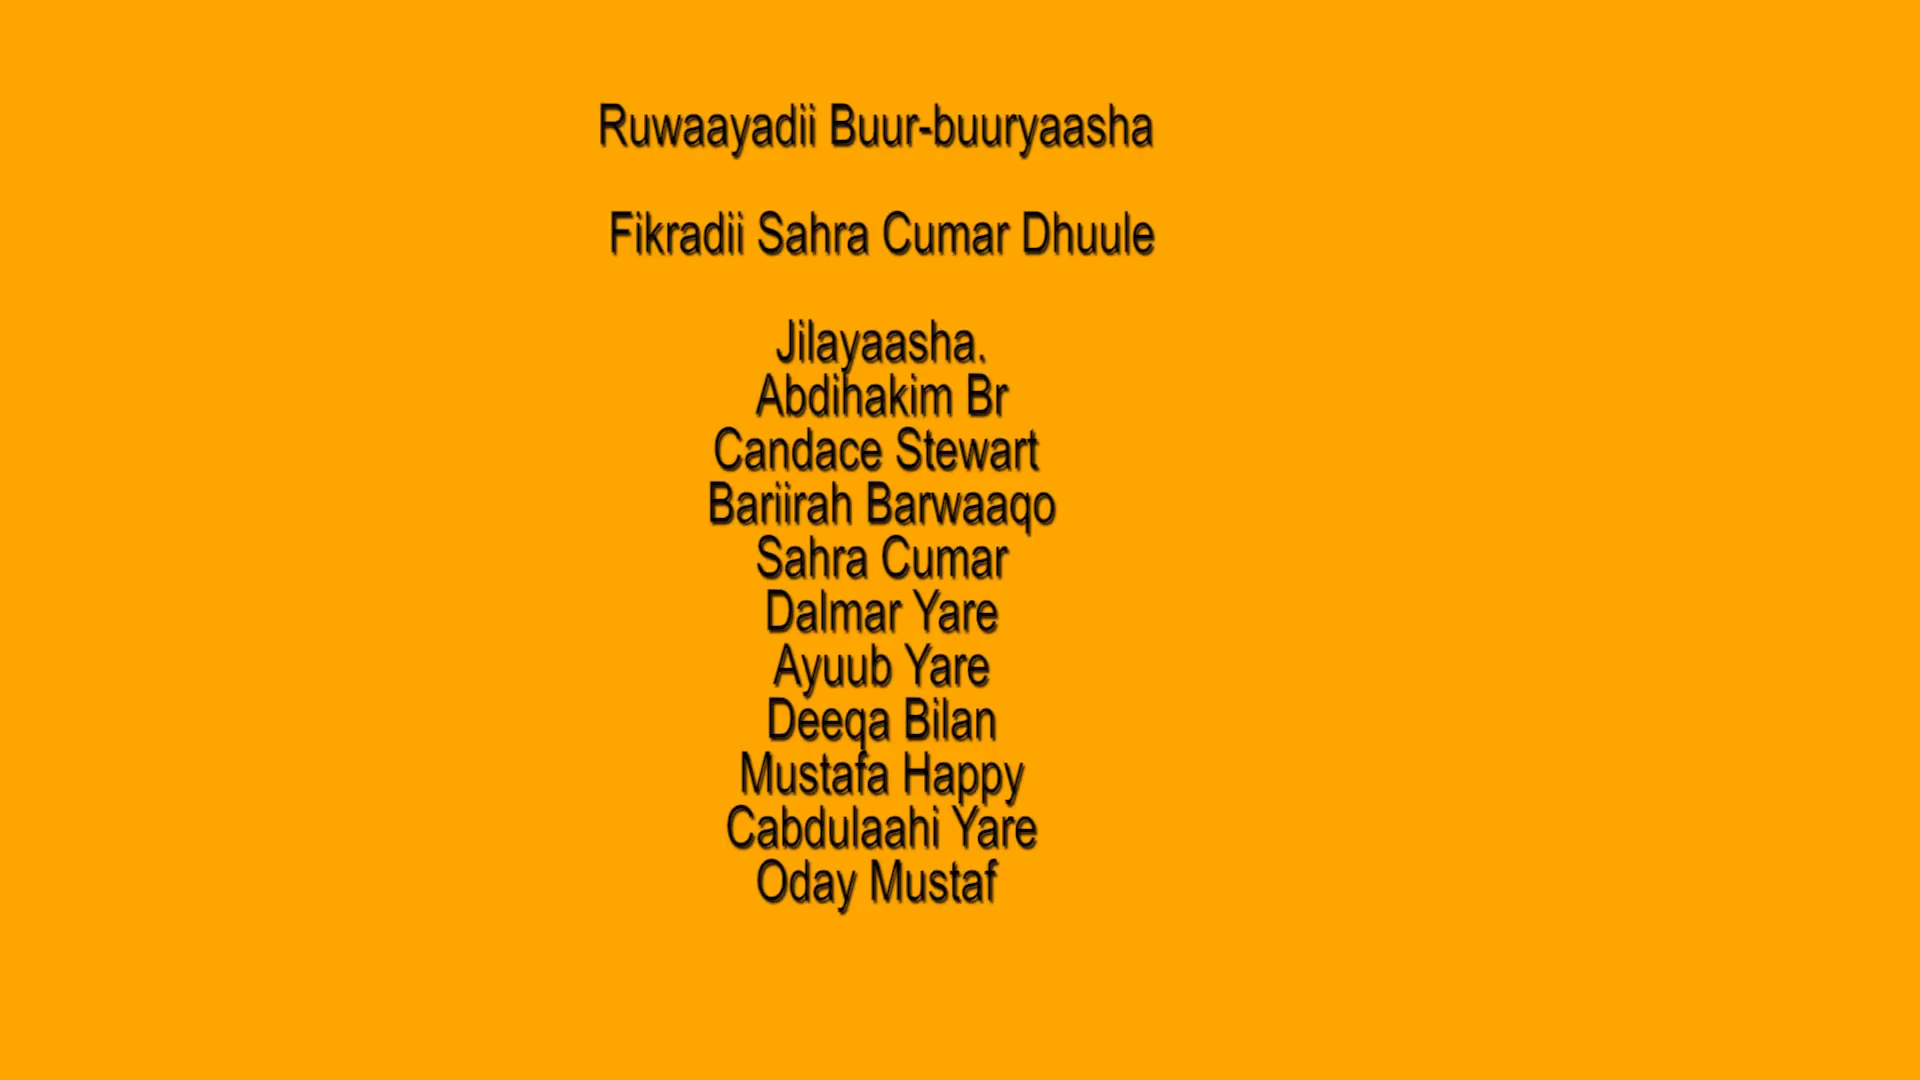 Ruwaayadii Buur-buuryaasha
Fikradii Sahra Cumar Dhuule
Jilayaasha.
Abdihakim Br
Candace Stewart
Bariirah Barwaaqo
Sahra Cumar
Dalmar Yare
Ayuub Yare
Deeqa Bilan
Mustafa Happy
Cabdulaahi Yare
Oday Mustaf